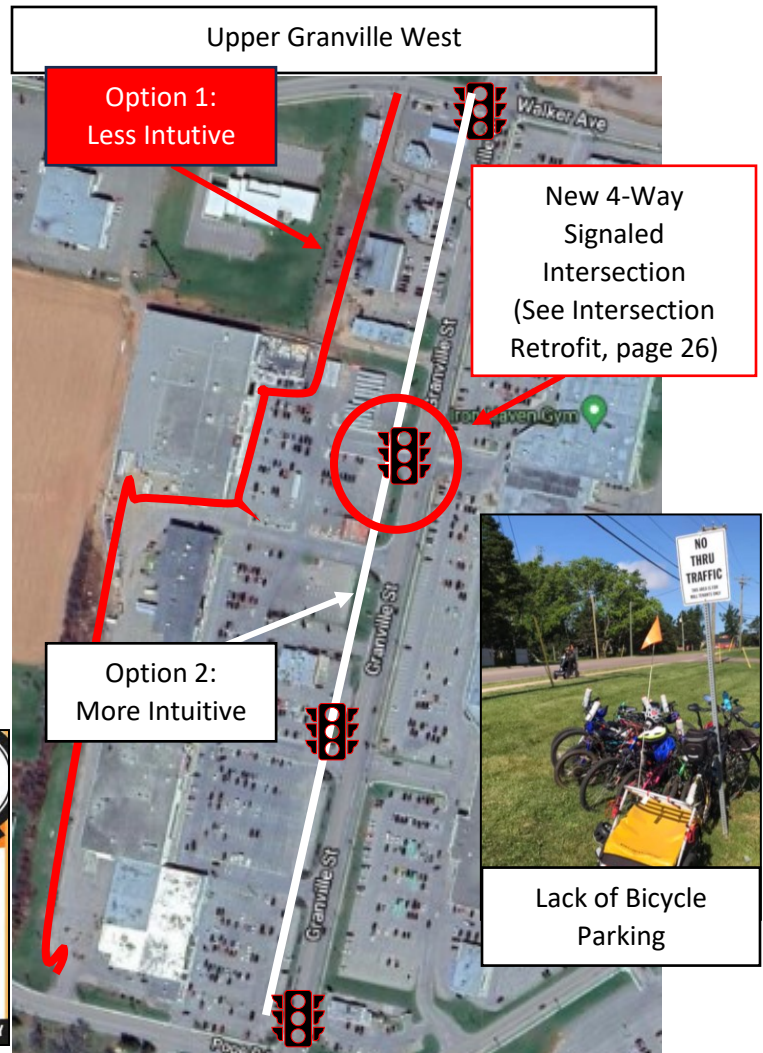 Upper Granville West
Option 1:
Less Intutive
Walker Ave
New 4-Way
Signaled
Intersection
(See Intersection
Retrofit, page 26)
Granville St
Iron Haven Gym
NO
THRU
TRAFFIC
Granville St
Option 2:
More Intuitive
Granville St
Lack of Bicycle
Parking